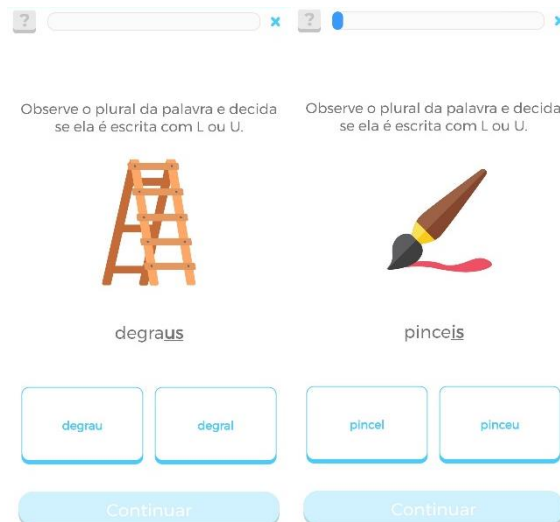 ?
×
Observe o plural da palavra e decida
se ela é escrita com L ou U.
degraus
degrau
degral
Continuar
?
×
Observe o plural da palavra e decida
se ela é escrita com L ou U.
pinceis
pincel
pinceu
Continuar